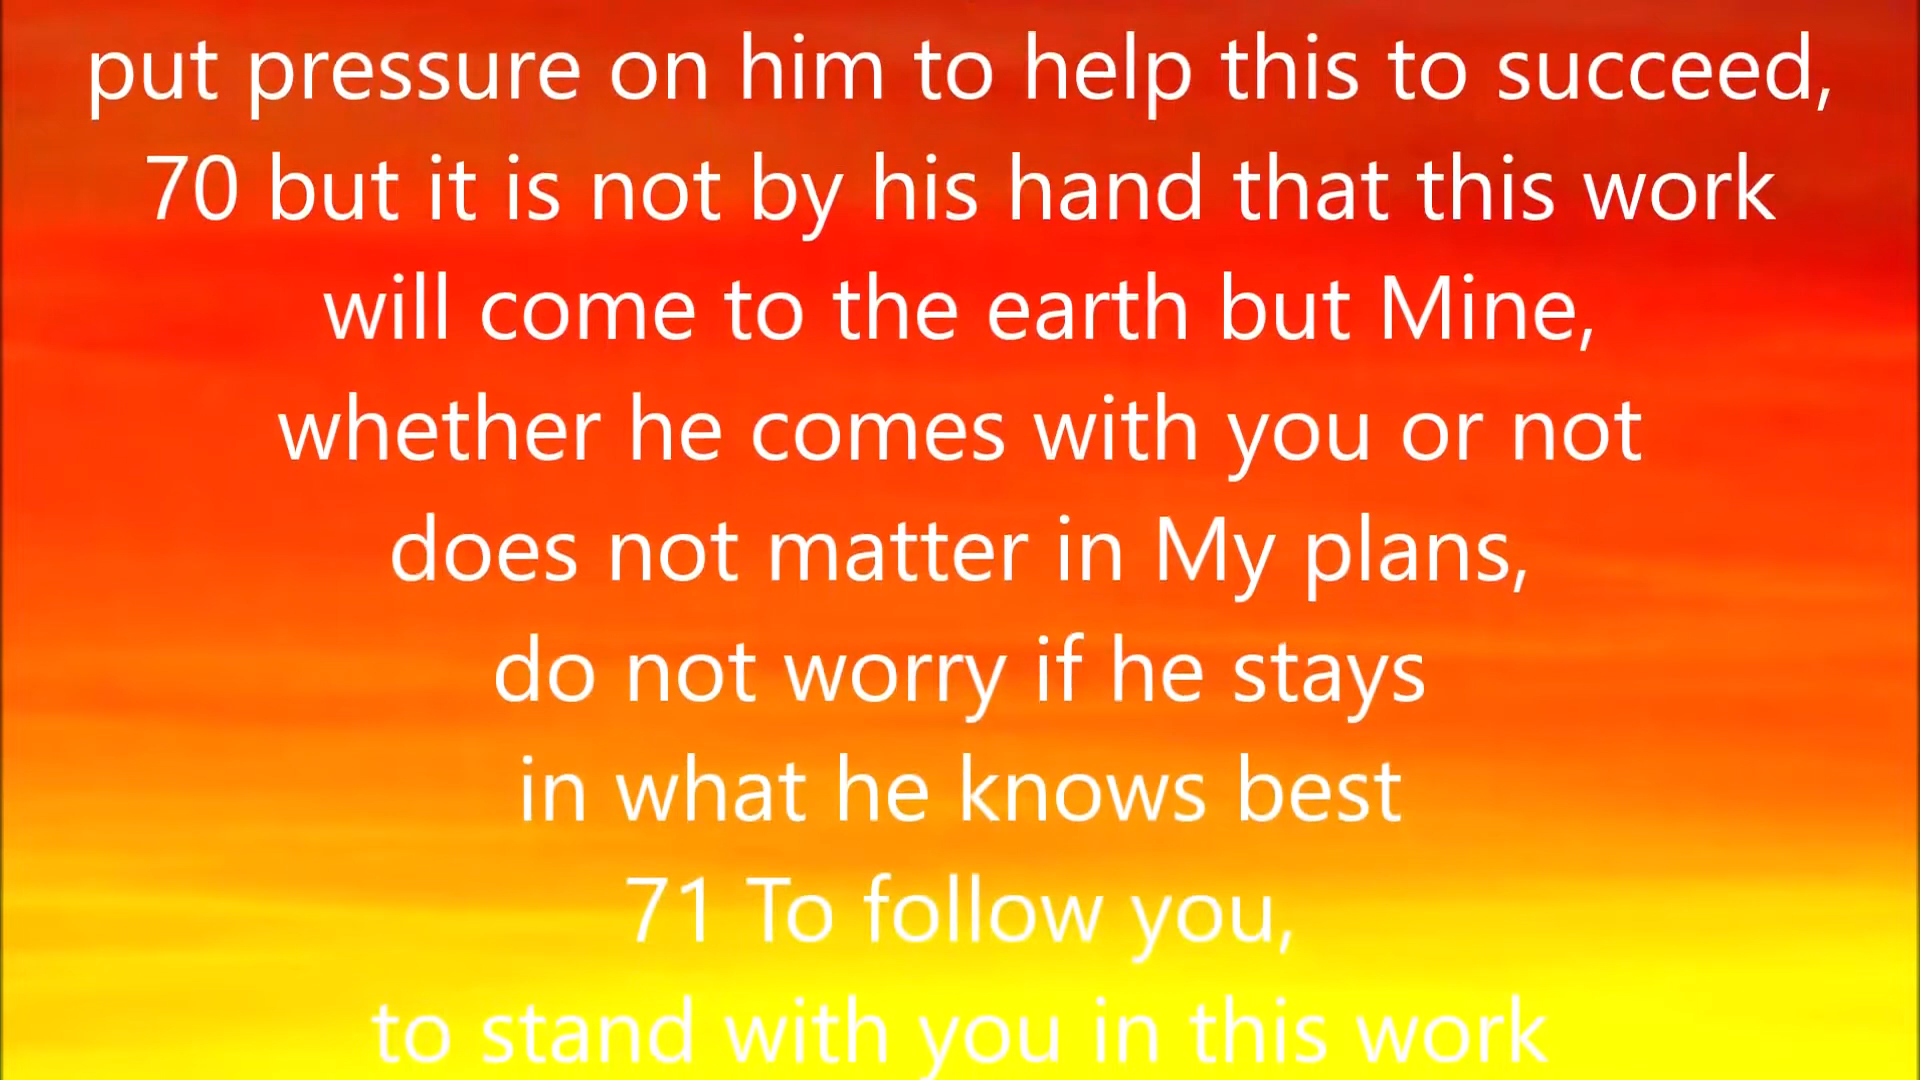 put pressure on him to help this to succeed,
70 but it is not by his hand that this work
will come to the earth but Mine,
whether he comes with you or not
does not matter in My plans,
do not worry if he stays
in what he knows best
71 To follow you,
to stand with you in this work